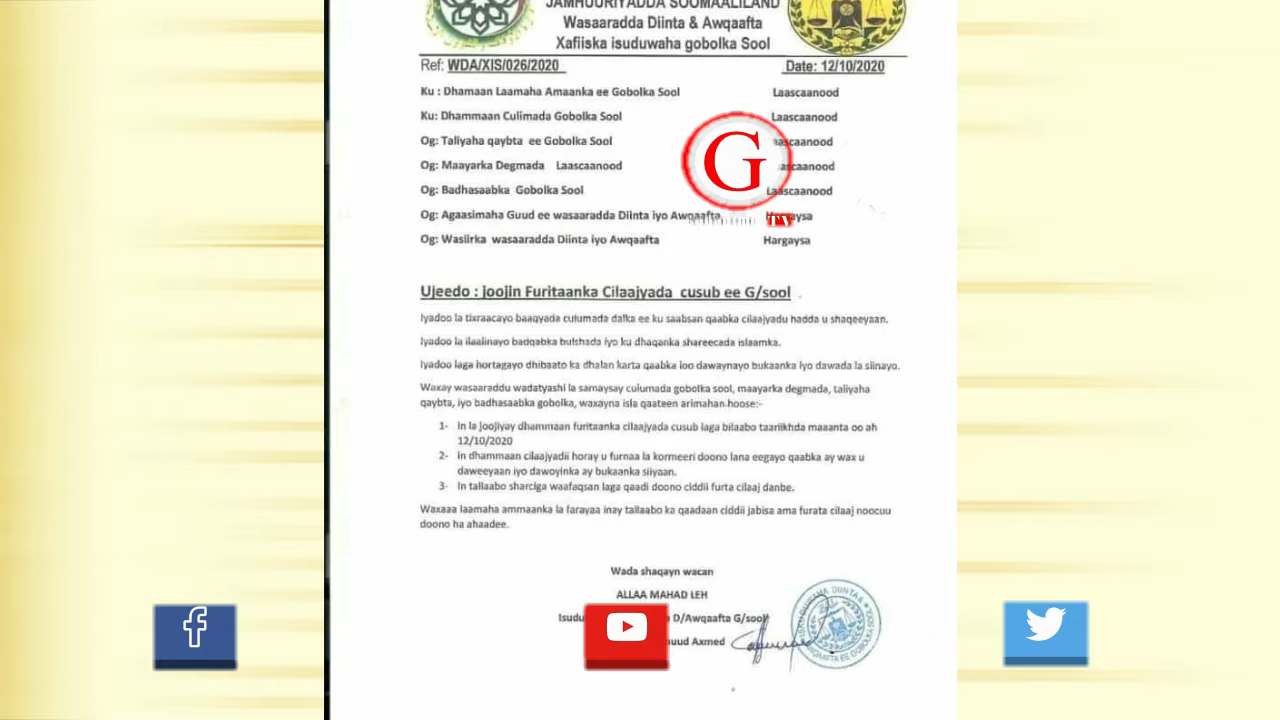 JAMHUURIYADDA SOOMAALILAND
Wasaaradda Diinta & Awqaafta
Xafiiska isuduwaha gobolka Sool
Ref: WDA/XIS/026/2020 Date: 12/10/2020
Ku : Dhamaan Laamaha Amaanka ee Gobolka Sool Laascaanood
Ku: Dhammaan Culimada Gobolka Sool Laascaanood
Og: Taliyaha qaybta ee Gobolka Sool aascaanood
Og: Maayarka Degmada Laascaanood ascaanood
Og: Badhasaabka Gobolka Sool Laascaanood
Og: Agaasimaha Guud ee wasaaradda Diinta iyo Awqaafta Hargaysa
Og: Wasiirka wasaaradda Diinta iyo Awqaafta Hargaysa
G
TV
Ujeedo : joojin Furitaanka Cilaajyada cusub ee G/sool
Iyadoo la tixraacayo baaqyada culumada dalka ee ku saabsan qaabka cilaajyadu hadda u shaqeeyaan.
Iyadoo la ilaalinayo badqabka bulshada iyo ku dhaqanka shareecada islaamka.
Iyadoo laga hortagayo dhibaato ka dhalan karta qaabka loo dawaynayo bukaanka iyo dawada la siinayo.
Waxay wasaaraddu wadatyashi la samaysay culumada gobolka sool, maayarka degmada, taliyaha
qaybta, iyo badhasaabka gobolka, waxayna isla qaateen arimahan hoose:-
1- In la joojiyay dhammaan furitaanka cilaajyada cusub laga bilaabo taariikhda maaanta oo ah
12/10/2020
2- in dhammaan cilaajyadii horay u furnaa la kormeeri doono lana eegayo qaabka ay wax u
daweeyaan iyo dawoyinka ay bukaanka siiyaan.
3- In tallaabo sharciga waafaqsan laga qaadi doono ciddii furta cilaaj danbe.
Waxaaa laamaha ammaanka la farayaa inay tallaabo ka qaadaan ciddii jabisa ama furata cilaaj noocuu
doono ha ahaadee.
Wada shaqayn wacan
ALLAA MAHAD LEH
Isudu D/Awqaafta G/sool
uud Axmed